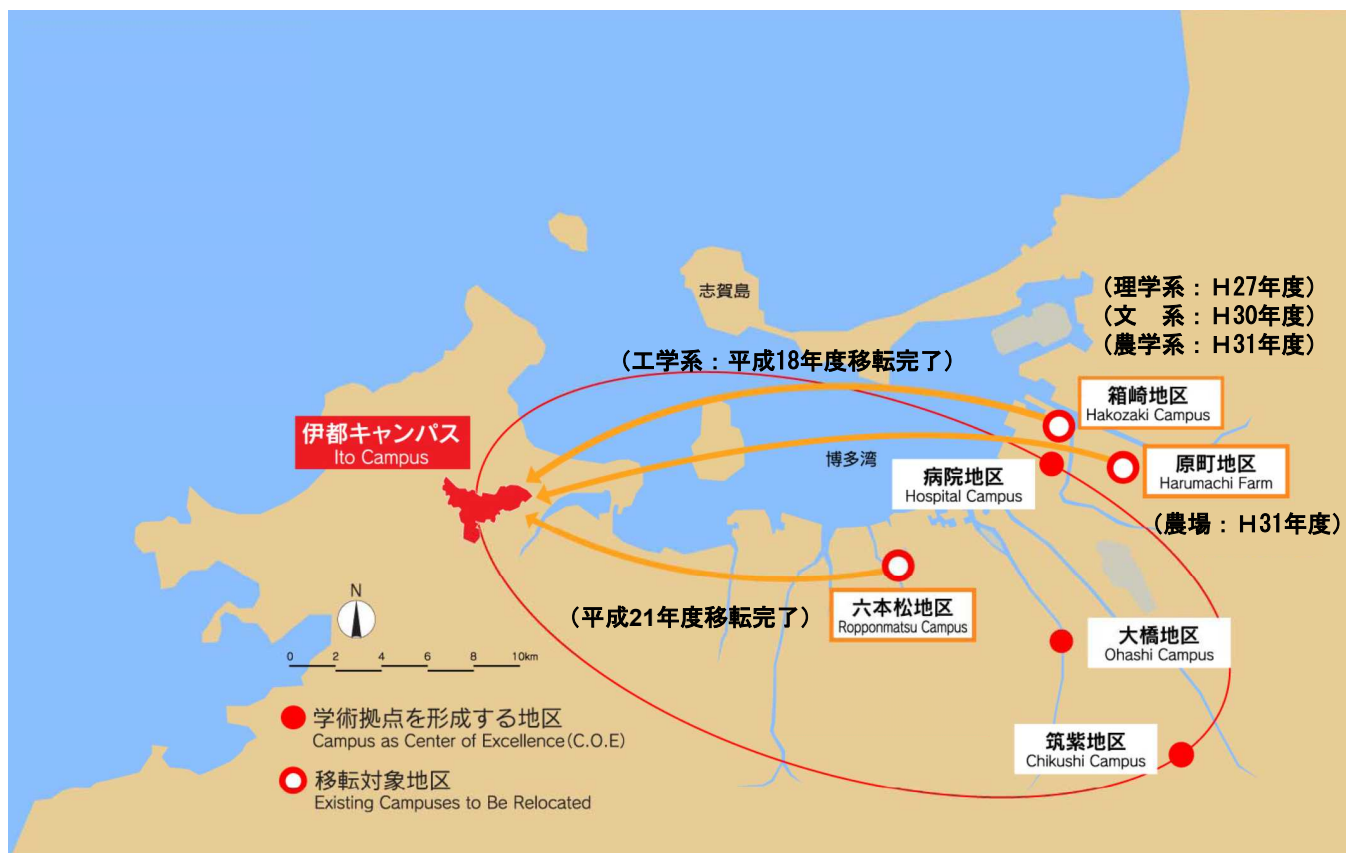 志賀島
（理学系：Ｈ27年度）
（文　系：Ｈ30年度）
（農学系：Ｈ31年度）
（工学系：平成18年度移転完了）
箱崎地区
Hakozaki Campus
伊都キャンパス
Ito Campus
博多湾
病院地区
Hospital Campus
原町地区
Harumachi Farm
（農場：Ｈ31年度）
（平成21年度移転完了）
六本松地区
Ropponmatsu Campus
大橋地区
Ohashi Campus
筑紫地区
Chikushi Campus
N
0 2 4 6 8 10km
学術拠点を形成する地区
Campus as Center of Excellence(C.O.E)
移転対象地区
Existing Campuses to Be Relocated